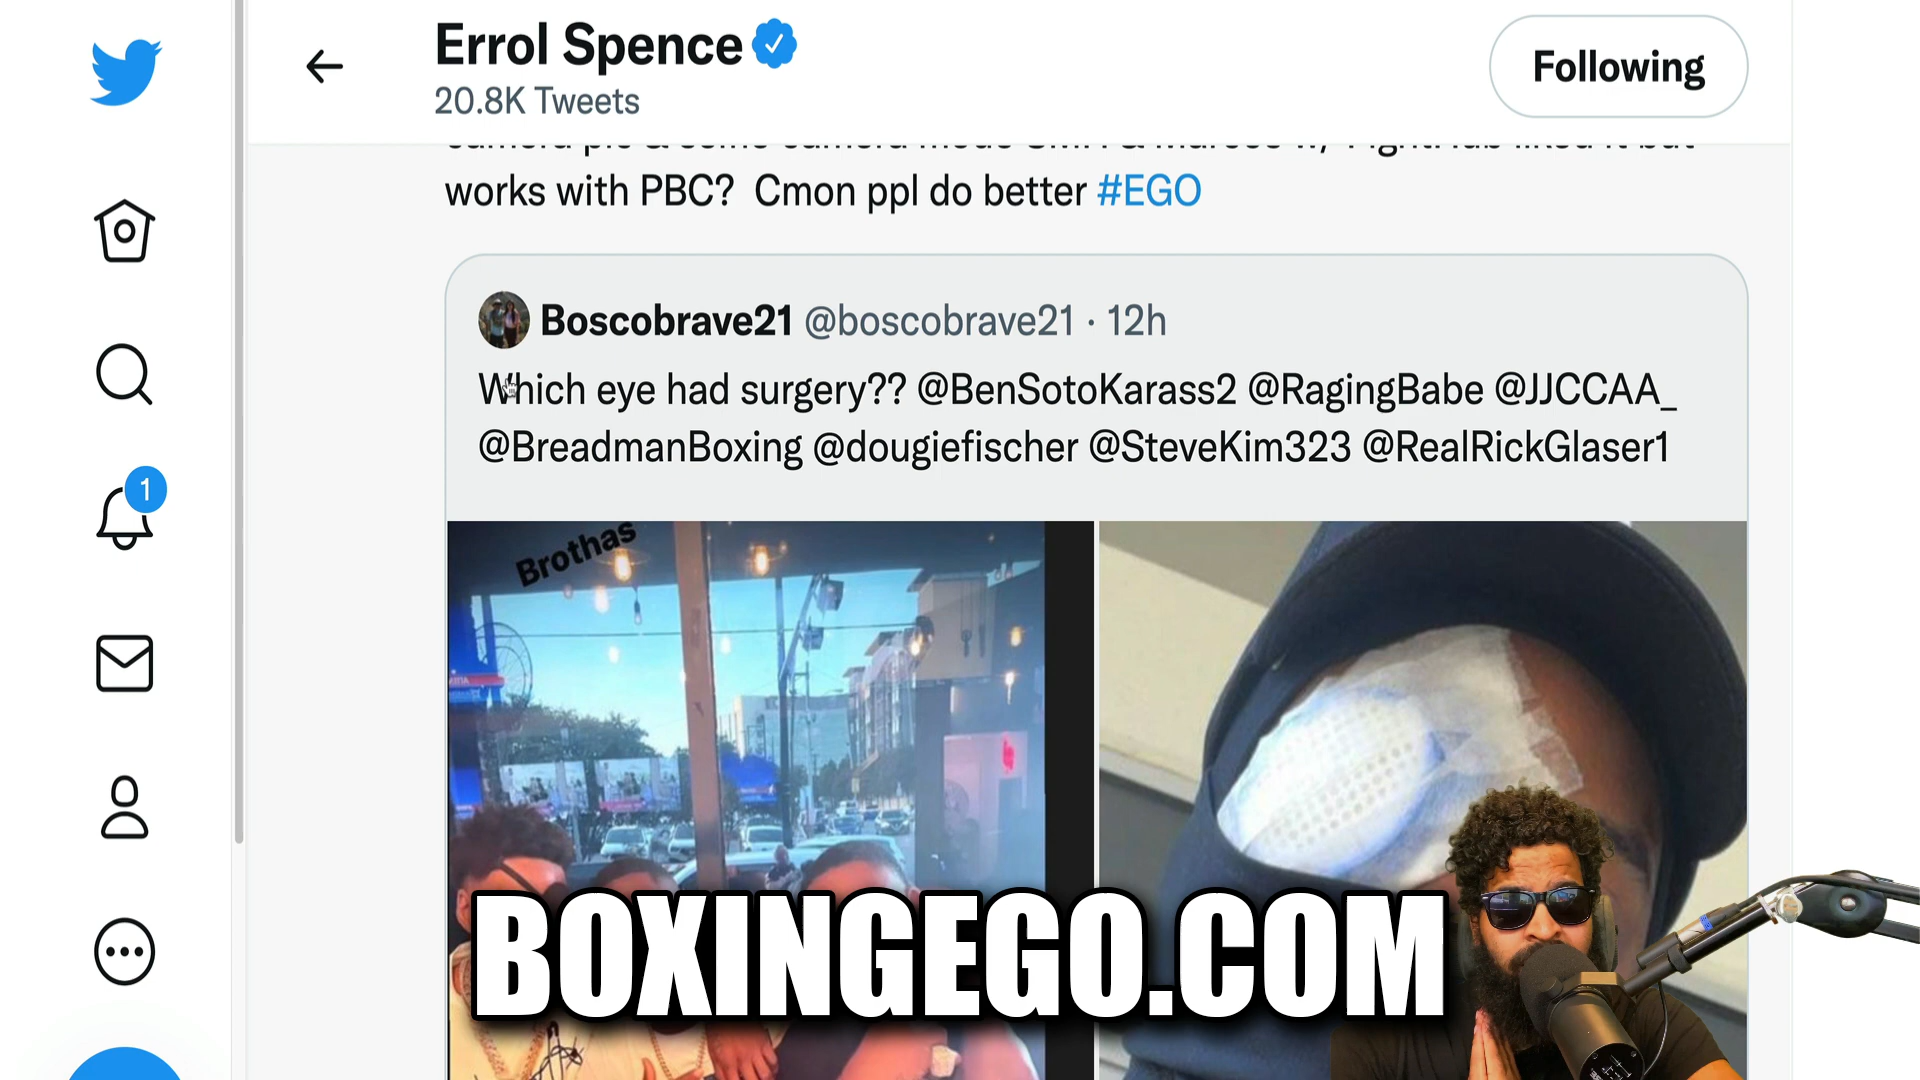 Errol Spence
20.8K Tweets
Following
works with PBC? Cmon ppl do better #EGO
Boscobrave21 @boscobrave21 · 12h
Which eye had surgery?? @BenSotoKarass2 @RagingBabe @JJCCAA_
@BreadmanBoxing @dougiefischer @SteveKim323 @RealRickGlaser1
1
Brothas
BOXINGEGO.COM